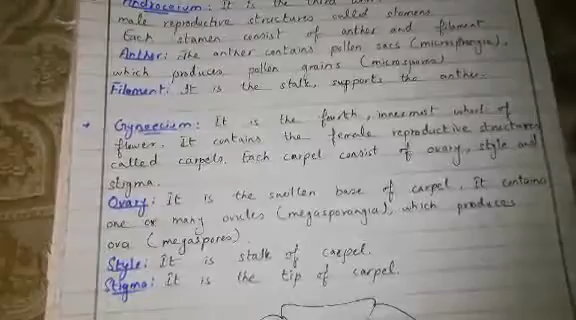 Androecium: It is the third
male reproductive structures called stamens.
Each stamen consist of anther and filament
Anther: The anther contains pollen sacs (microsporangia),
which produces pollen grains (microspores)
Filament: It is the stalk, supports the anther.
→ Gyneecium: It is the fourth, innermost whorl of
flower. It contains the female reproductive structures
called carpels. Each carpel consist of ovary, style and
stigma.
Ovary: It is the swollen base of carpel. It contains
one or many ovules (megasporangia), which produces
ova (megaspores).
Style: It is stalk of carpel.
Stigma: It is the tip of carpel.